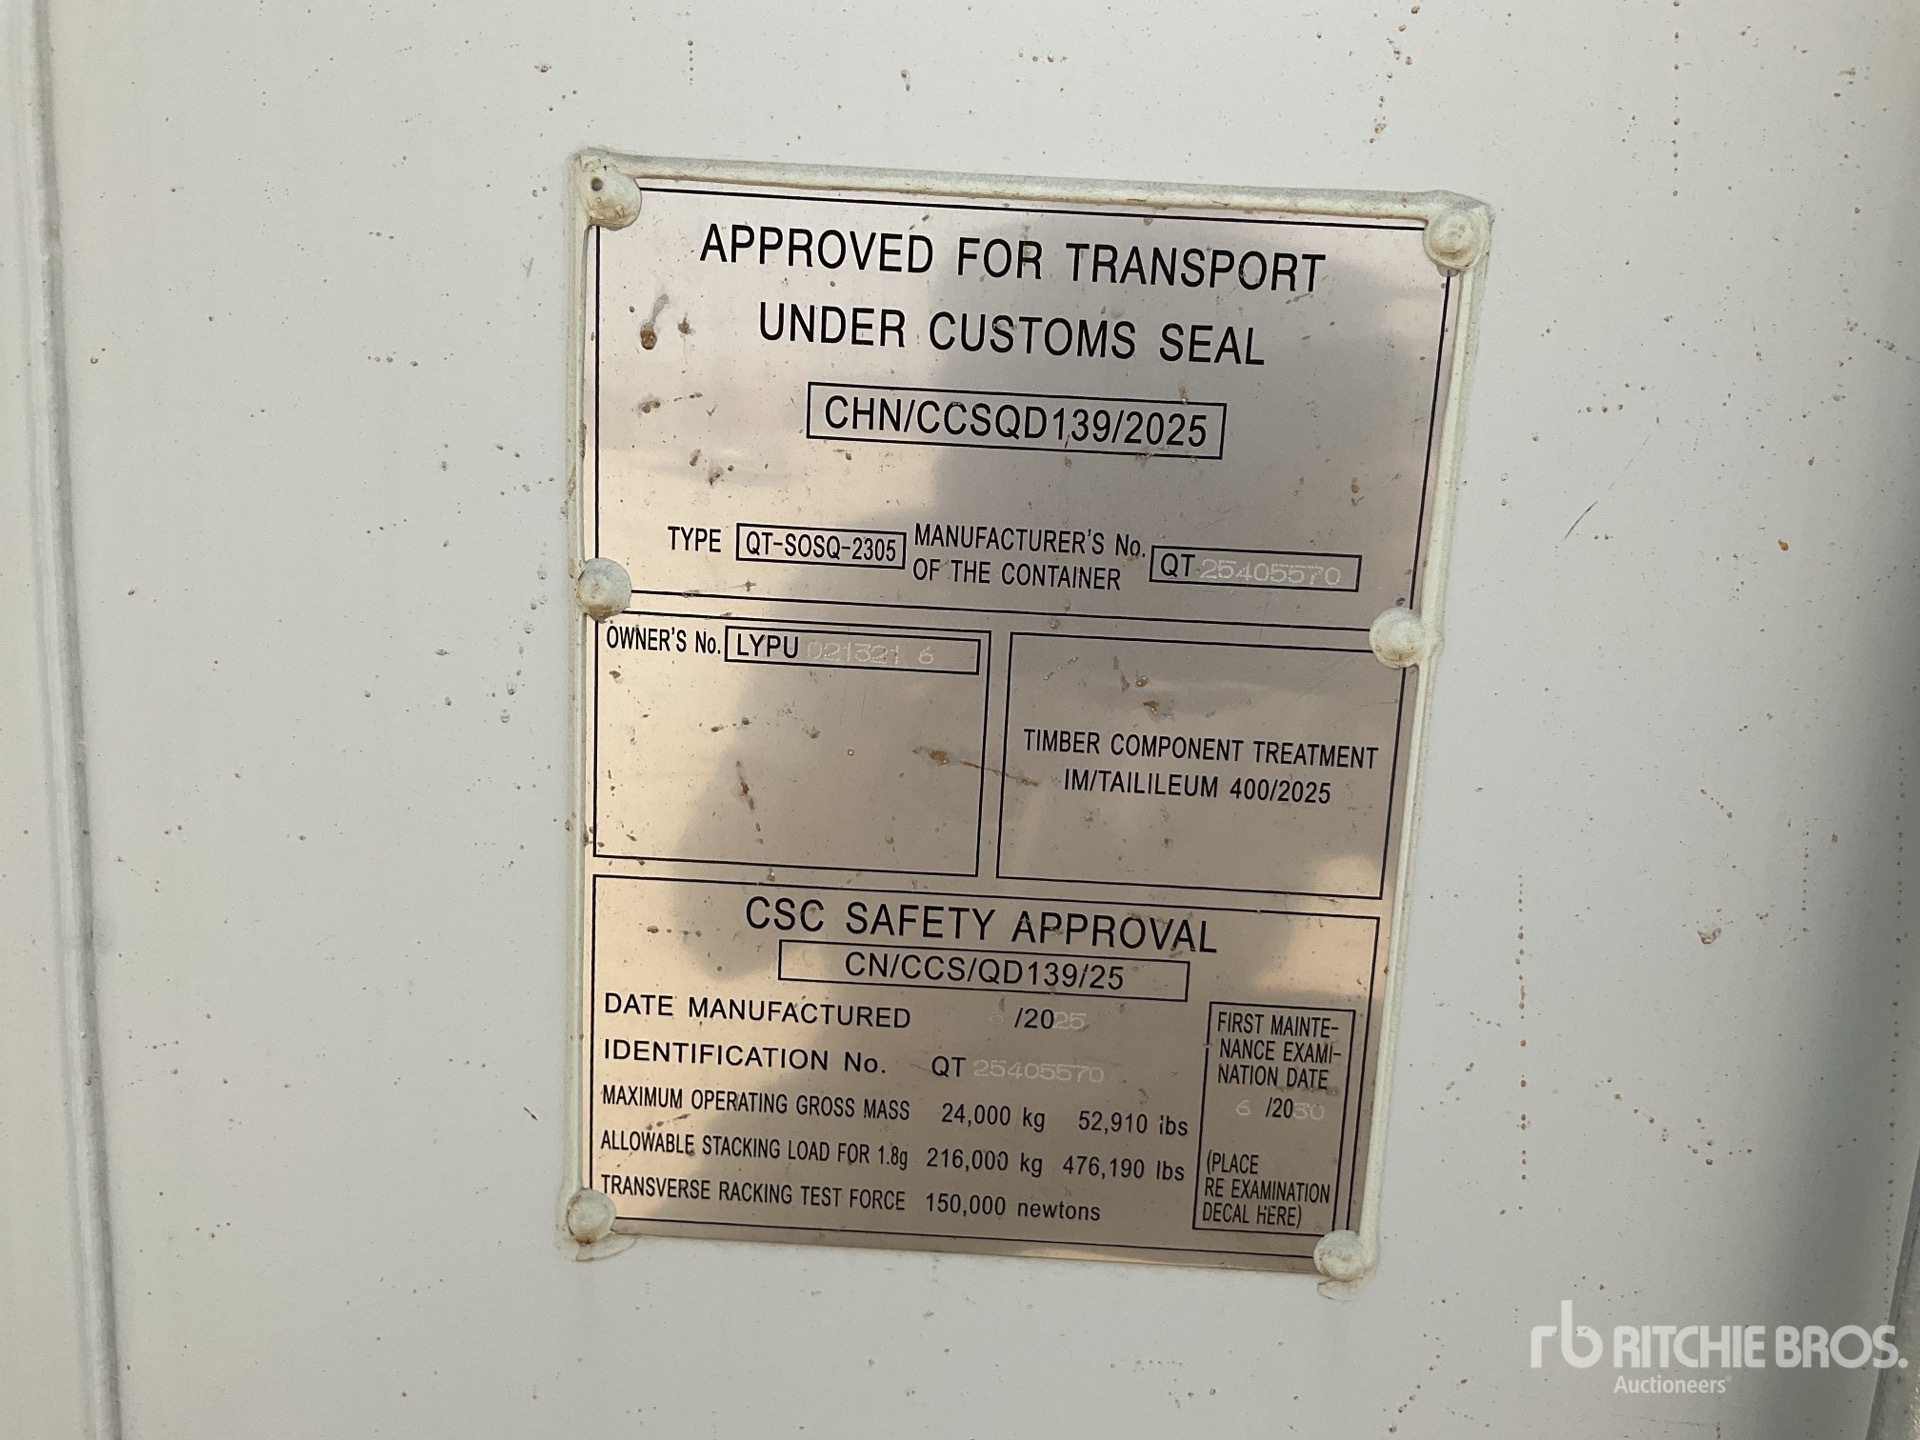 APPROVED FOR TRANSPORT
UNDER CUSTOMS SEAL
CHN/CCSQD139/2025
TYPE QT-SOSQ-2305 MANUFACTURER'S No. OF THE CONTAINER QT 25405570
OWNER'S No. LYPU 021321 6
TIMBER COMPONENT TREATMENT
IM/TAILILEUM 400/2025
CSC SAFETY APPROVAL
CN/CCS/QD139/25
DATE MANUFACTURED /2025
IDENTIFICATION No. QT 25405570
MAXIMUM OPERATING GROSS MASS 24,000 kg 52,910 lbs
ALLOWABLE STACKING LOAD FOR 1.8g 216,000 kg 476,190 lbs
TRANSVERSE RACKING TEST FORCE 150,000 newtons
FIRST MAINTE-
NANCE EXAMI-
NATION DATE
6 /2030
(PLACE
RE EXAMINATION
DECAL HERE)
rb RITCHIE BROS.
Auctioneers